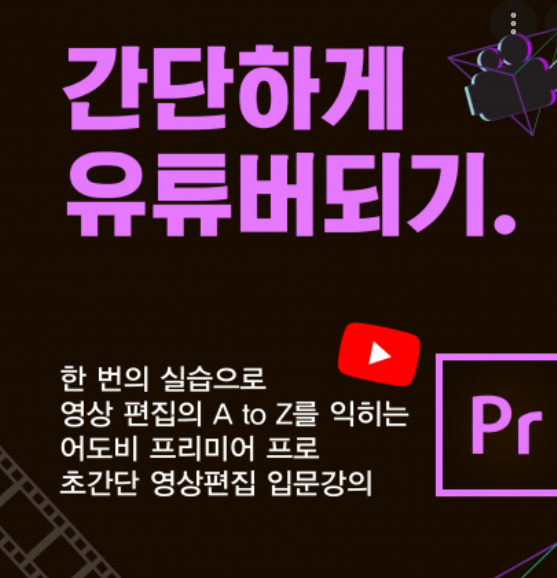 간단하게
유튜버되기.
한 번의 실습으로
영상 편집의 A to Z를 익히는
어도비 프리미어 프로
초간단 영상편집 입문강의
Pr